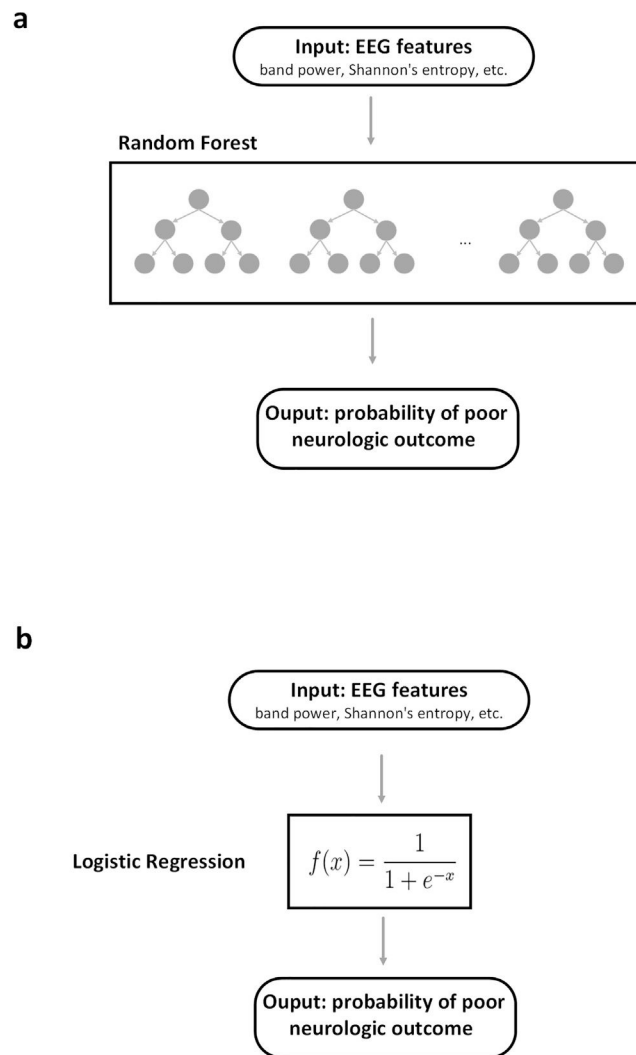 a
Input: EEG features
band power, Shannon's entropy, etc.
Random Forest
...
Ouput: probability of poor
neurologic outcome
b
Input: EEG features
band power, Shannon's entropy, etc.
Logistic Regression
f(x) = 1 / (1 + e^{-x})
Ouput: probability of poor
neurologic outcome